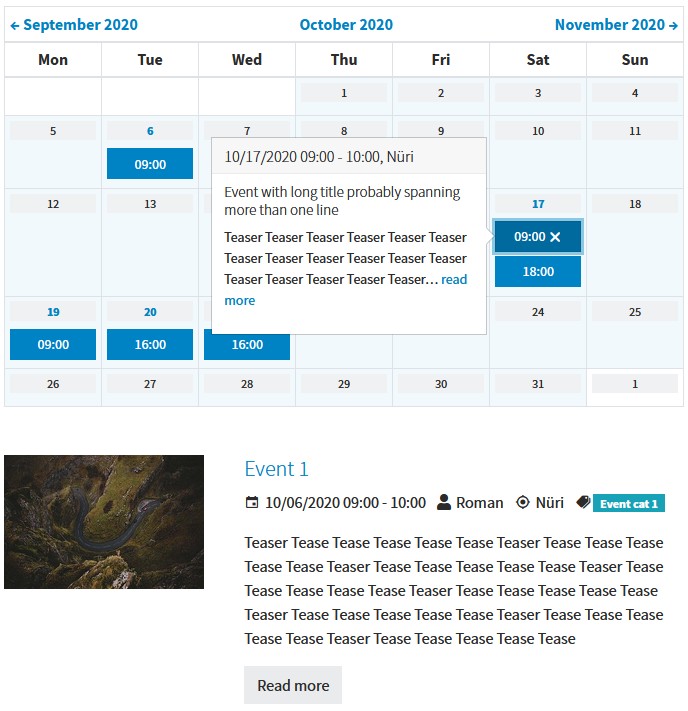 ← September 2020 October 2020 November 2020 →
Mon Tue Wed Thu Fri Sat Sun
1 2 3 4
5 6 7 8 9 10 11
09:00
10/17/2020 09:00 - 10:00, Nüri
Event with long title probably spanning
more than one line
Teaser Teaser Teaser Teaser Teaser Teaser
Teaser Teaser Teaser Teaser Teaser Teaser
Teaser Teaser Teaser Teaser Teaser… read
more
12 13 17 18
09:00 ×
18:00
19 20 24 25
09:00 16:00 16:00
26 27 28 29 30 31 1
Event 1
10/06/2020 09:00 - 10:00 Roman Nüri Event cat 1
Teaser Tease Tease Tease Tease Tease Teaser Tease Tease Tease
Tease Tease Teaser Tease Tease Tease Tease Tease Teaser Tease
Tease Tease Tease Tease Teaser Tease Tease Tease Tease Tease
Teaser Tease Tease Tease Tease Tease Teaser Tease Tease Tease
Tease Tease Teaser Tease Tease Tease Tease Tease
Read more